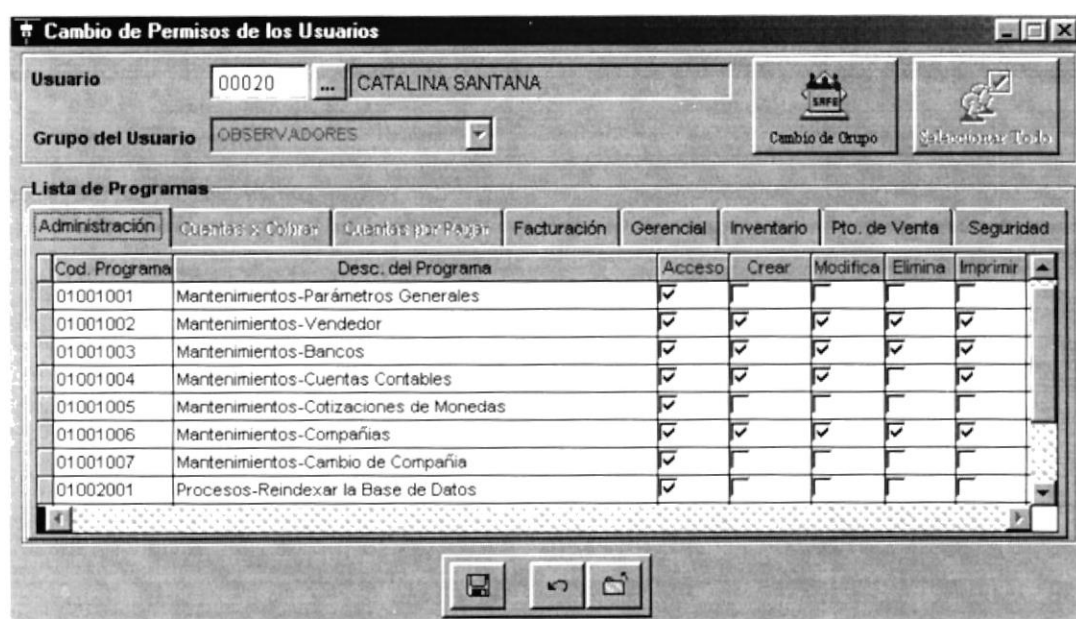 Cambio de Permisos de los Usuarios
Usuario 00020 ... CATALINA SANTANA
Grupo del Usuario OBSERVADORES
SAFE
Cambio de Grupo
Seleccionar Todo
Lista de Programas
Administración Cuentas x Cobrar Cuentas por Pagar Facturación Gerencial Inventario Pto. de Venta Seguridad
Cod. Programa Desc. del Programa Acceso Crear Modifica Elimina Imprimir
01001001 Mantenimientos-Parámetros Generales
01001002 Mantenimientos-Vendedor
01001003 Mantenimientos-Bancos
01001004 Mantenimientos-Cuentas Contables
01001005 Mantenimientos-Cotizaciones de Monedas
01001006 Mantenimientos-Compañias
01001007 Mantenimientos-Cambio de Compañia
01002001 Procesos-Reindexar la Base de Datos